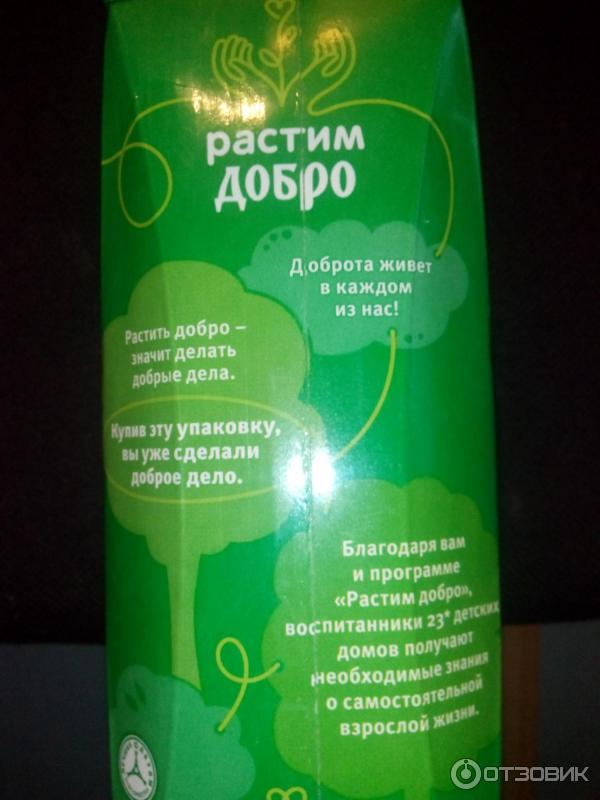 растим
ДОБРО
Доброта живет
в каждом
из нас!
Растить добро –
значит делать
добрые дела.
Купив эту упаковку,
вы уже сделали
доброе дело.
Благодаря вам
и программе
«Растим добро»,
воспитанники 23* детских
домов получают
необходимые знания
о самостоятельной
взрослой жизни.
ОТЗОВИК